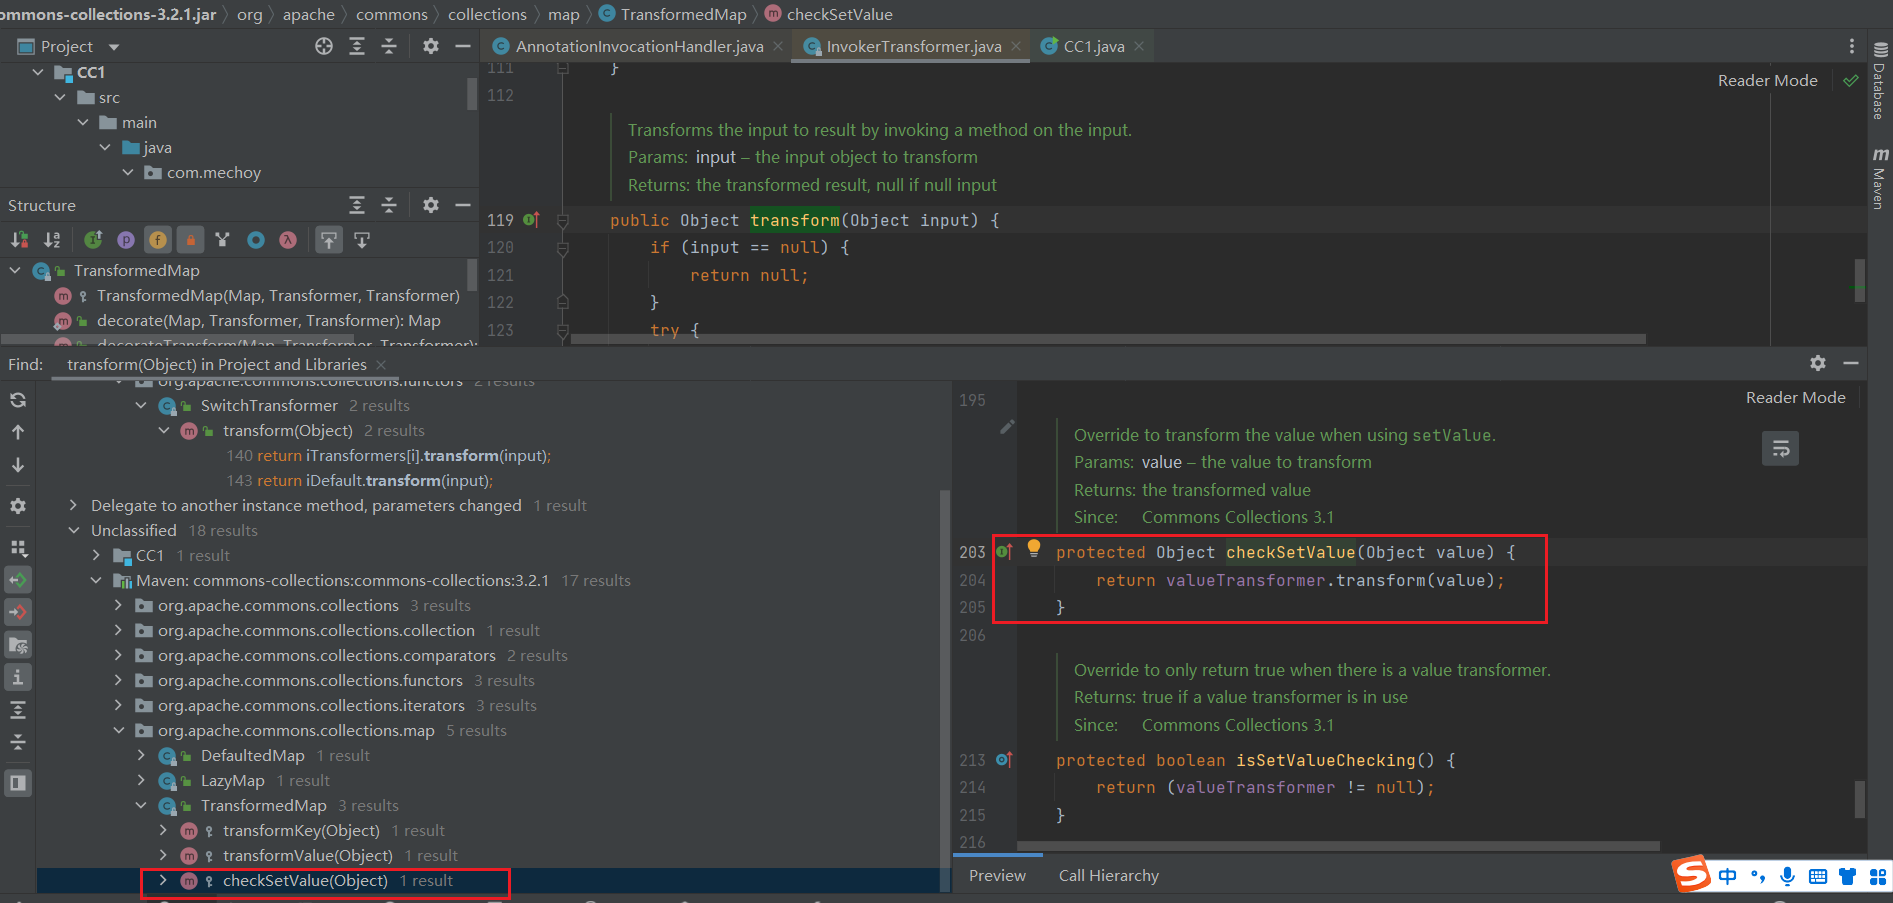 ommons-collections-3.2.1.jar org apache commons collections map TransformedMap checkSetValue
Project
AnnotationInvocationHandler.java InvokerTransformer.java CC1.java
CC1
src
main
java
com.mechoy
Structure
TransformedMap
TransformedMap(Map, Transformer, Transformer)
decorate(Map, Transformer, Transformer): Map
decorateTransform(Map, Transformer, Transformer):
Reader Mode
111 }
112
Transforms the input to result by invoking a method on the input.
Params: input – the input object to transform
Returns: the transformed result, null if null input
119 public Object transform(Object input) {
120 if (input == null) {
121 return null;
122 }
123 try {
Database
Maven
Find: transform(Object) in Project and Libraries
org.apache.commons.collections.functors 2 results
SwitchTransformer 2 results
transform(Object) 2 results
140 return iTransformers[i].transform(input);
143 return iDefault.transform(input);
Delegate to another instance method, parameters changed 1 result
Unclassified 18 results
CC1 1 result
Maven: commons-collections:commons-collections:3.2.1 17 results
org.apache.commons.collections 3 results
org.apache.commons.collections.collection 1 result
org.apache.commons.collections.comparators 2 results
org.apache.commons.collections.functors 3 results
org.apache.commons.collections.iterators 3 results
org.apache.commons.collections.map 5 results
DefaultedMap 1 result
LazyMap 1 result
TransformedMap 3 results
transformKey(Object) 1 result
transformValue(Object) 1 result
checkSetValue(Object) 1 result
195
Reader Mode
Override to transform the value when using setValue.
Params: value – the value to transform
Returns: the transformed value
Since: Commons Collections 3.1
203 protected Object checkSetValue(Object value) {
204 return valueTransformer.transform(value);
205 }
206
Override to only return true when there is a value transformer.
Returns: true if a value transformer is in use
Since: Commons Collections 3.1
213 protected boolean isSetValueChecking() {
214 return (valueTransformer != null);
215 }
216
Preview Call Hierarchy
中